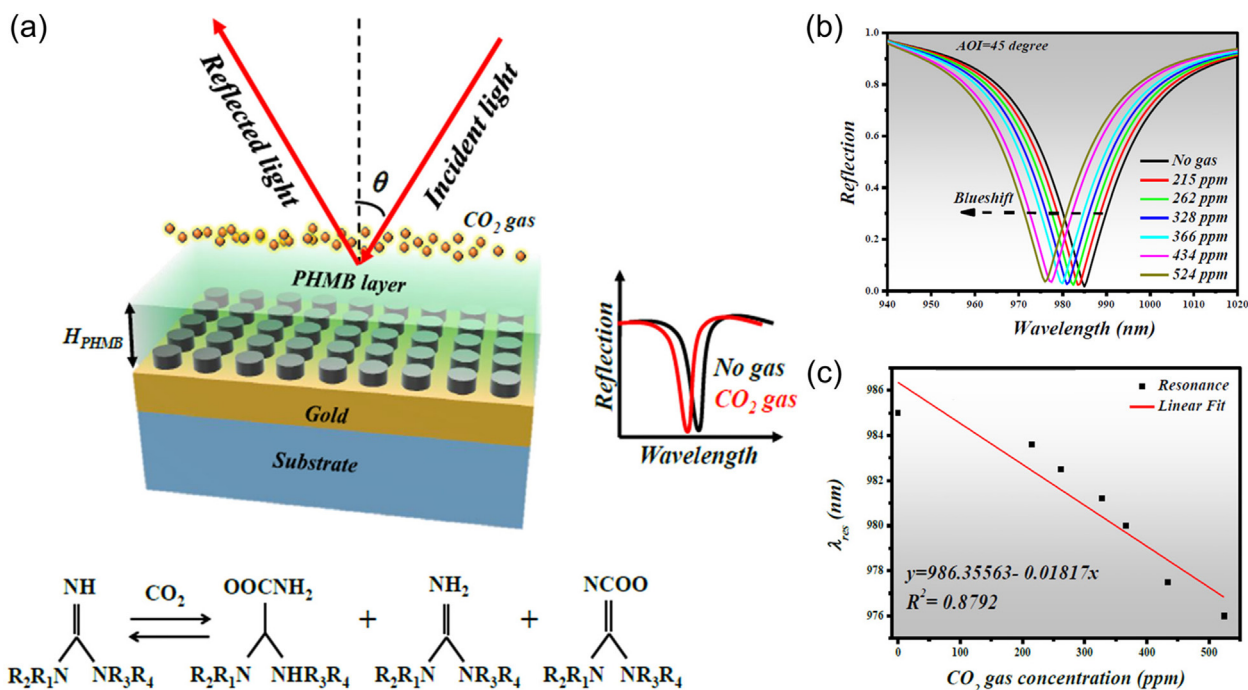 (a)
Reflected light
Incident light
θ
CO₂ gas
PHMB layer
H_PHMB
Gold
Substrate
Reflection
No gas
CO₂ gas
Wavelength
NH
R₂R₁N NR₃R₄
CO₂
OOCNH₂
R₂R₁N NHR₃R₄
+
NH₂
R₂R₁N NR₃R₄
+
NCOO
R₂R₁N NR₃R₄
(b)
AOI=45 degree
Blueshift
No gas
215 ppm
262 ppm
328 ppm
366 ppm
434 ppm
524 ppm
Reflection
1.0
0.8
0.6
0.4
0.2
0.0
940 950 960 970 980 990 1000 1010 1020
Wavelength (nm)
(c)
Resonance
Linear Fit
λres (nm)
986
984
982
980
978
976
y=986.35563- 0.01817x
R²= 0.8792
0 100 200 300 400 500
CO₂ gas concentration (ppm)